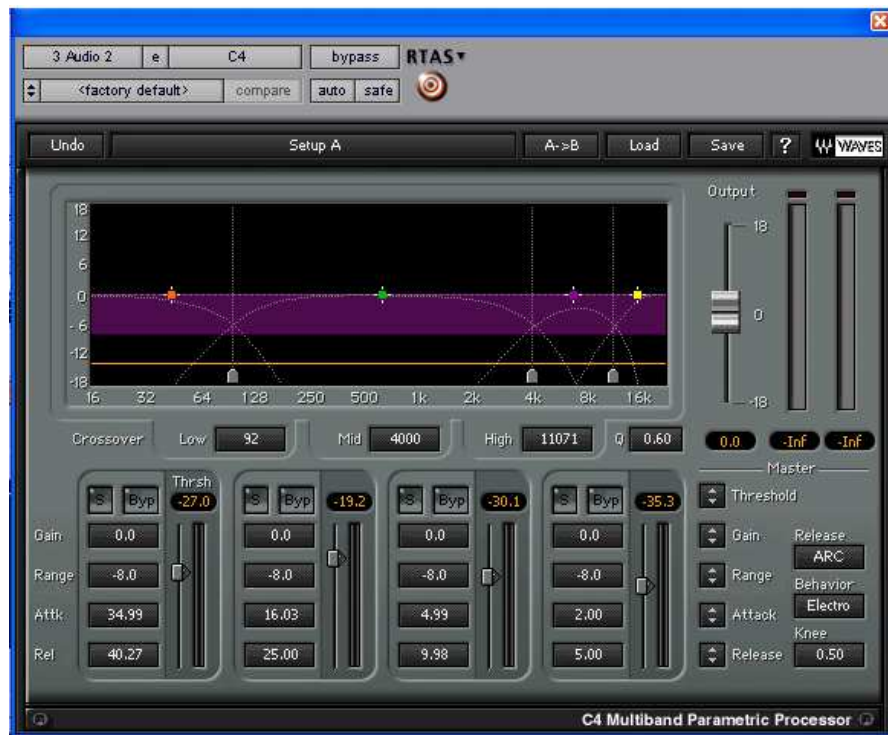 3 Audio 2 e C4 bypass RTAS
<factory default> compare auto safe
Undo Setup A A->B Load Save ? WAVES
Output
18
12
6
0
-6
-12
-18
16 32 64 128 250 500 1k 2k 4k 8k 16k
18
0
-18
Crossover Low 92 Mid 4000 High 11071 Q 0.60
0.0 -Inf -Inf
Master
Thrsh
S Byp -27.0 S Byp -19.2 S Byp -30.1 S Byp -35.3
Threshold
Gain 0.0 0.0 0.0 0.0 Gain
Release
ARC
Range -8.0 -8.0 -8.0 -8.0 Range
Behavior
Electro
Attk 34.99 16.03 4.99 2.00 Attack
Knee
Rel 40.27 25.00 9.98 5.00 Release 0.50
C4 Multiband Parametric Processor